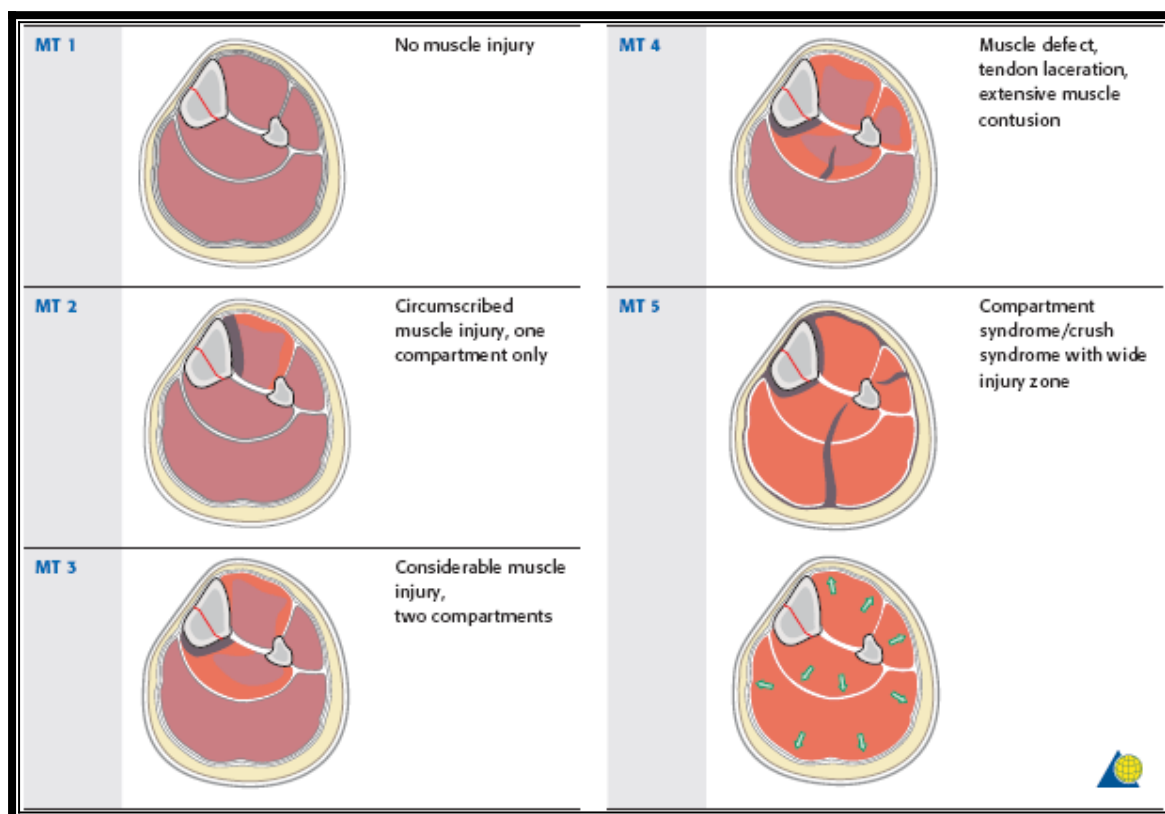 MT 1
No muscle injury
MT 2
Circumscribed
muscle injury, one
compartment only
MT 3
Considerable muscle
injury,
two compartments
MT 4
Muscle defect,
tendon laceration,
extensive muscle
contusion
MT 5
Compartment
syndrome/crush
syndrome with wide
injury zone